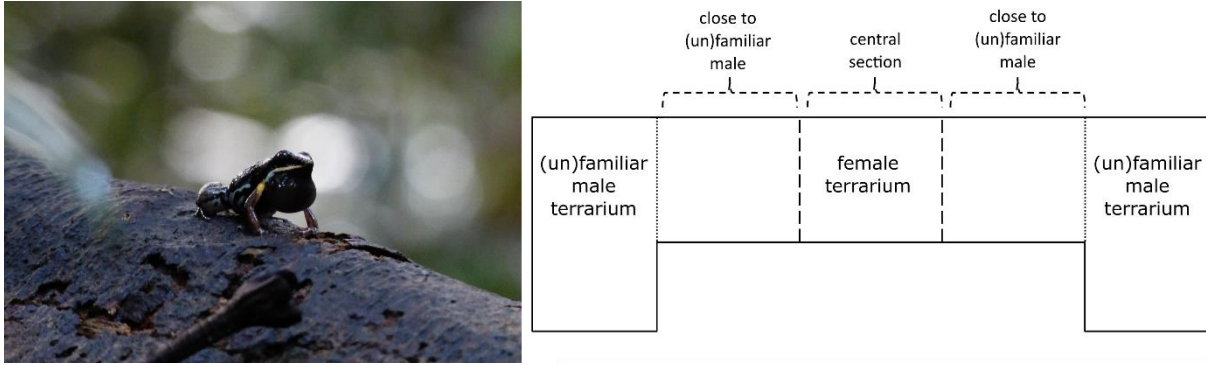 close to
(un)familiar
male
central
section
close to
(un)familiar
male
(un)familiar
male
terrarium
female
terrarium
(un)familiar
male
terrarium